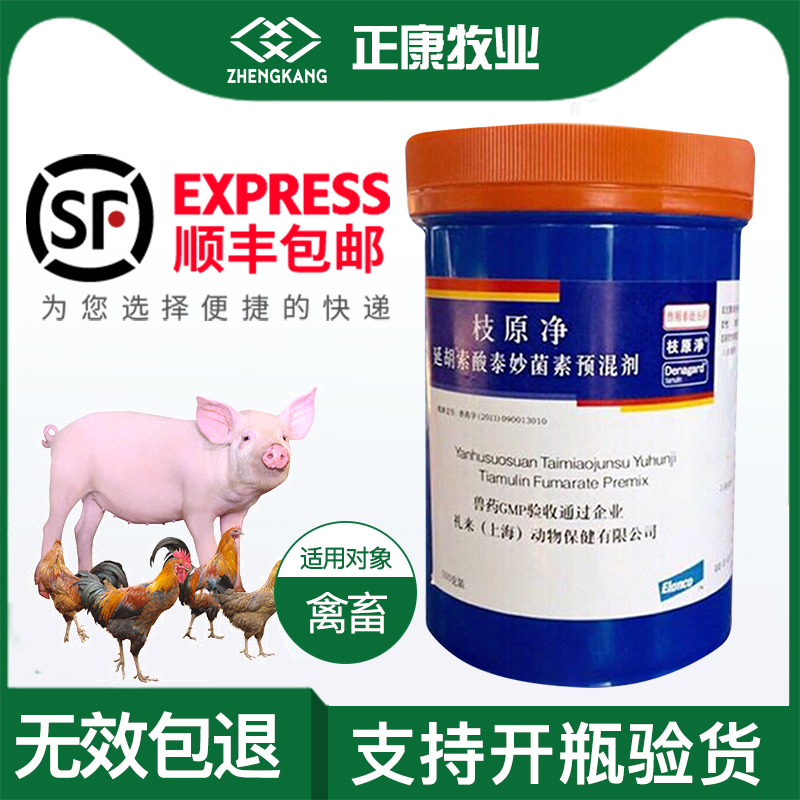 ZHENGKANG
正康牧业
SF
EXPRESS
顺丰包邮
为您选择便捷的快递
枝原净
延胡索酸泰妙菌素预混剂
枝原净
Denagard
tiamulin
(2011) 090013010
Yanhusuosuan Taimiaojunsu Yuhunji
Tiamulin Fumarate Premix
兽药GMP验收通过企业
礼来（上海）动物保健有限公司
Elanco
适用对象
禽畜
无效包退
支持开瓶验货